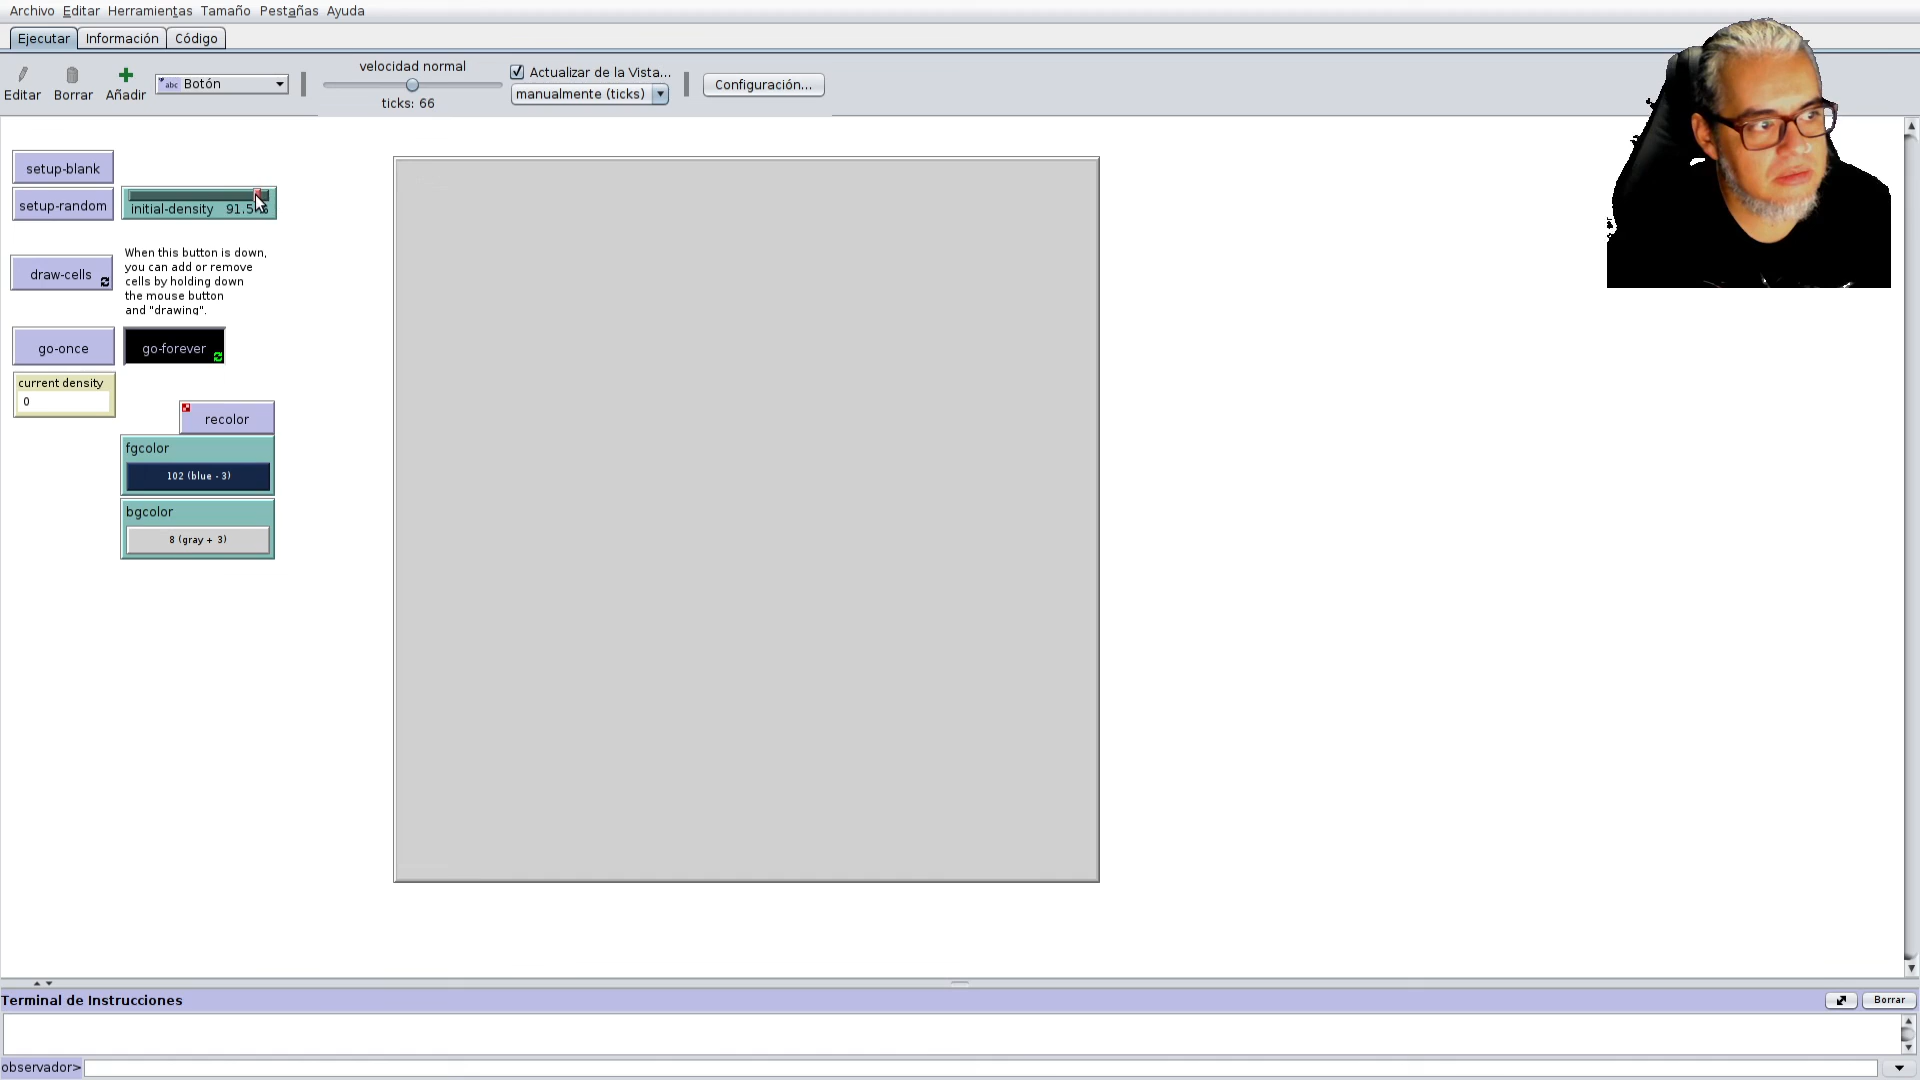 Archivo Editar Herramientas Tamaño Pestañas Ayuda
Ejecutar Información Código
velocidad normal
Actualizar de la Vista...
Editar Borrar Añadir
abc Botón
ticks: 66
manualmente (ticks)
Configuración...
setup-blank
setup-random
initial-density
draw-cells
When this button is down,
you can add or remove
cells by holding down
the mouse button
and "drawing".
go-once
go-forever
current density
0
recolor
fgcolor
102 (blue - 3)
bgcolor
8 (gray + 3)
Terminal de Instrucciones
Borrar
observador>